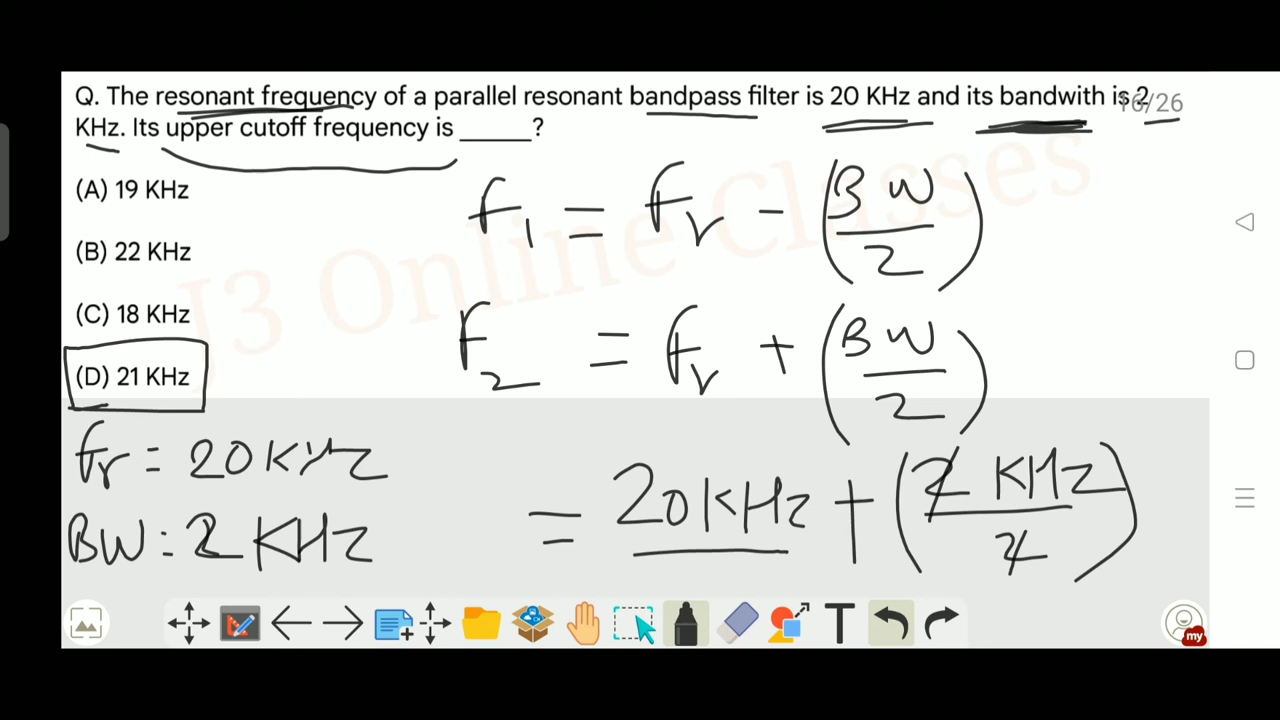 Q. The resonant frequency of a parallel resonant bandpass filter is 20 KHz and its bandwith is 2
16/26
KHz. Its upper cutoff frequency is _____?
(A) 19 KHz
(B) 22 KHz
(C) 18 KHz
(D) 21 KHz
J3 Online Classes
f₁ = fr - (BW/2)
F₂ = fr + (BW/2)
fr = 20 KHz
BW : 2 KHz
= 20 KHz + (2 KHz/2)
T
my